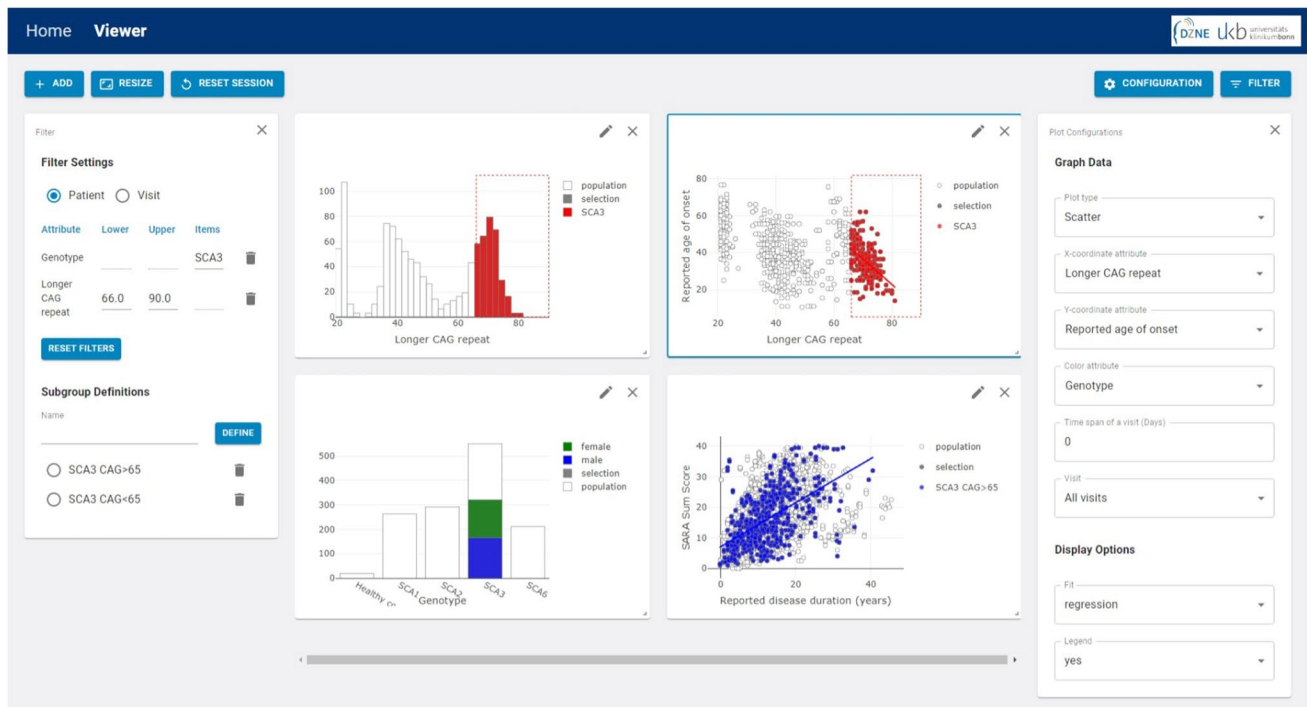 Home Viewer
DZNE ukb universitäts
klinikumbonn
+ ADD RESIZE RESET SESSION CONFIGURATION FILTER
Filter
Filter Settings
Patient Visit
Attribute Lower Upper Items
Genotype SCA3
Longer
CAG 66.0 90.0
repeat
RESET FILTERS
Subgroup Definitions
Name
DEFINE
SCA3 CAG>65
SCA3 CAG<65
100
80
60
40
20
0
20 40 60 80
Longer CAG repeat
population
selection
SCA3
Reported age of onset
80
60
40
20
20 40 60 80
Longer CAG repeat
population
selection
SCA3
500
400
300
200
100
0
Healthy co SCA1 SCA2 SCA3 SCA6
Genotype
female
male
selection
population
SARA Sum Score
40
30
20
10
0
0 20 40
Reported disease duration (years)
population
selection
SCA3 CAG>65
Plot Configurations
Graph Data
Plot type
Scatter
X-coordinate attribute
Longer CAG repeat
Y-coordinate attribute
Reported age of onset
Color attribute
Genotype
Time span of a visit (Days)
0
Visit
All visits
Display Options
Fit
regression
Legend
yes